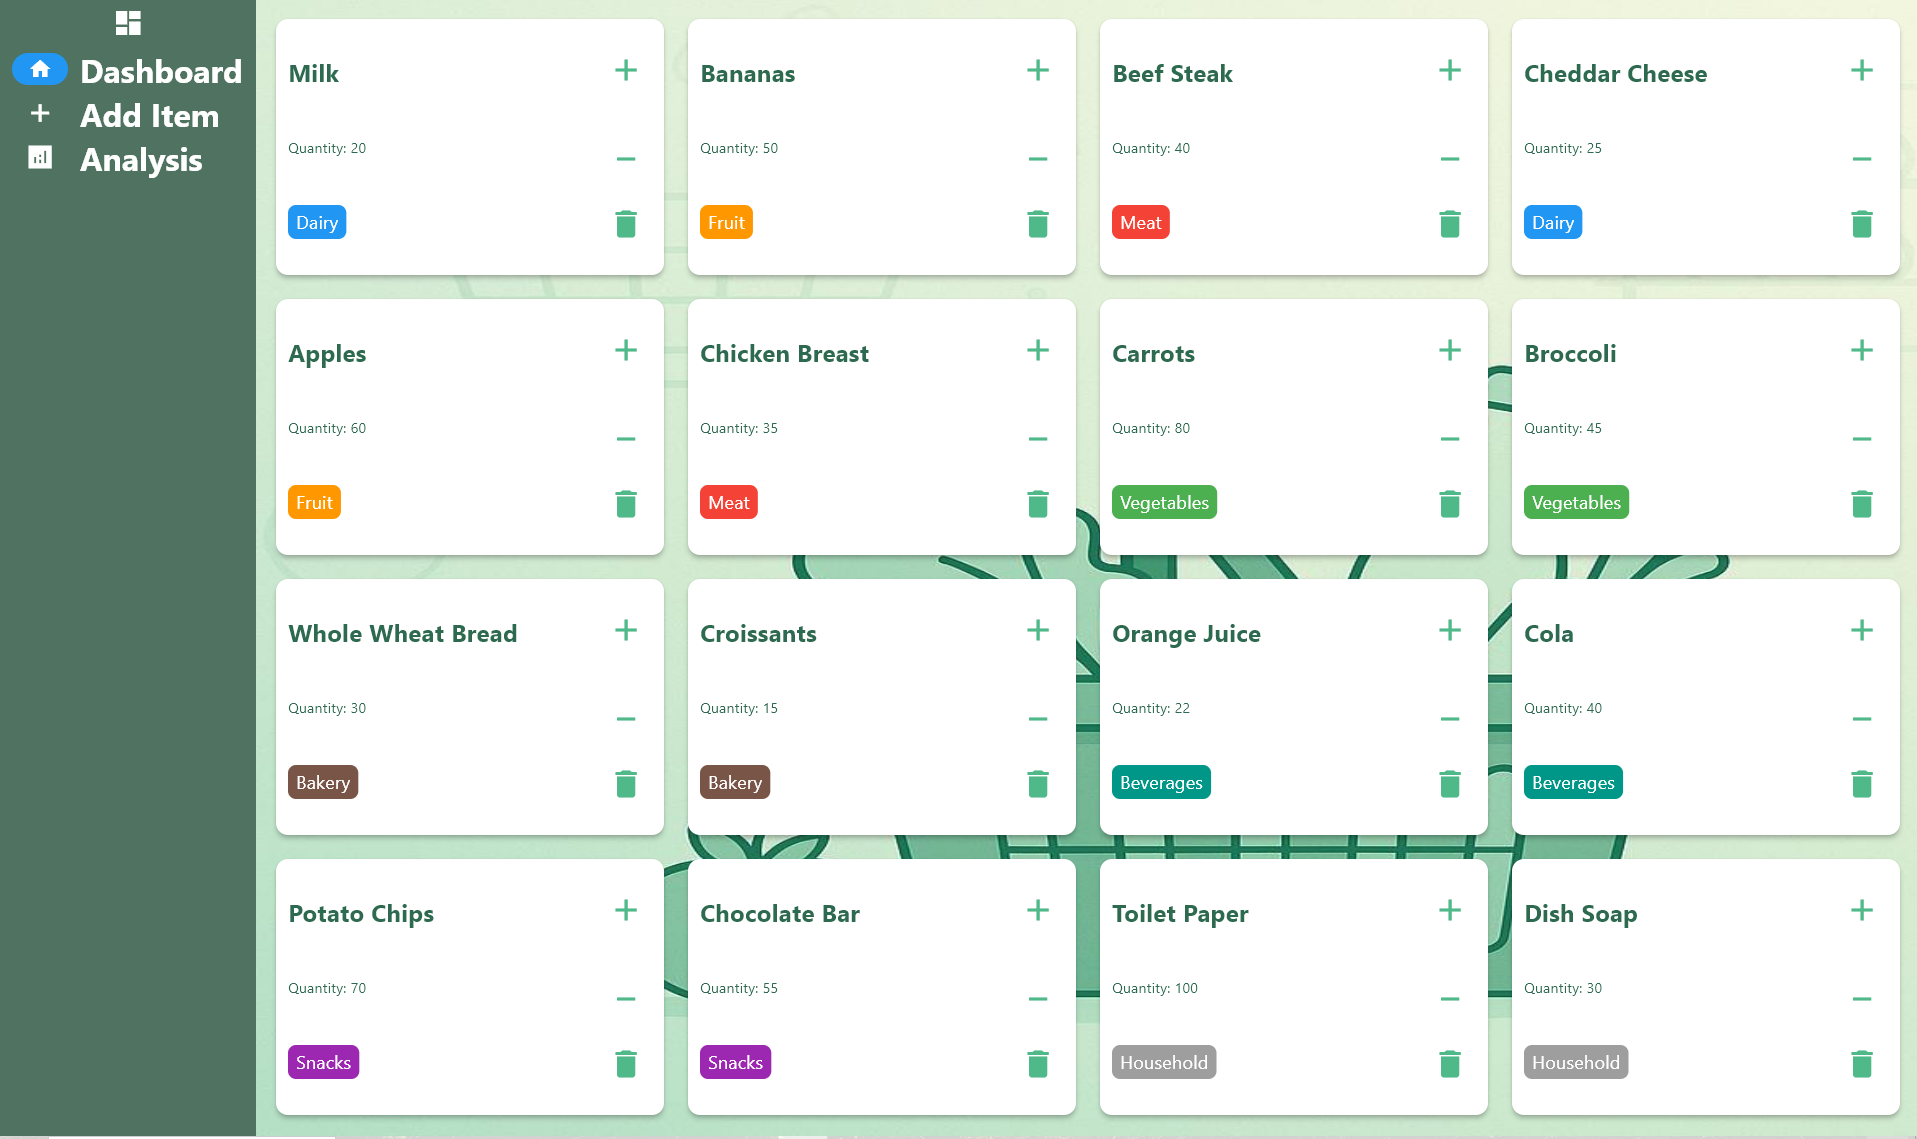 Dashboard
Add Item
Analysis
Milk
Quantity: 20
Dairy
Bananas
Quantity: 50
Fruit
Beef Steak
Quantity: 40
Meat
Cheddar Cheese
Quantity: 25
Dairy
Apples
Quantity: 60
Fruit
Chicken Breast
Quantity: 35
Meat
Carrots
Quantity: 80
Vegetables
Broccoli
Quantity: 45
Vegetables
Whole Wheat Bread
Quantity: 30
Bakery
Croissants
Quantity: 15
Bakery
Orange Juice
Quantity: 22
Beverages
Cola
Quantity: 40
Beverages
Potato Chips
Quantity: 70
Snacks
Chocolate Bar
Quantity: 55
Snacks
Toilet Paper
Quantity: 100
Household
Dish Soap
Quantity: 30
Household